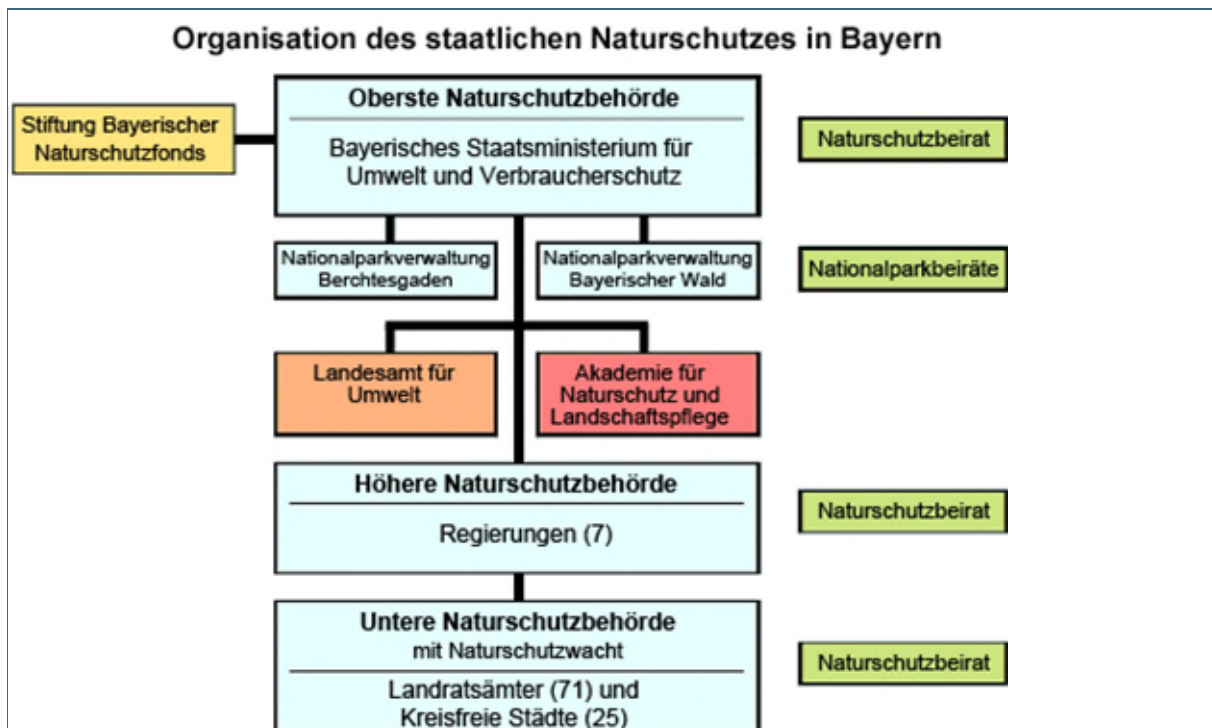 Organisation des staatlichen Naturschutzes in Bayern
Stiftung Bayerischer
Naturschutzfonds
Oberste Naturschutzbehörde
Bayerisches Staatsministerium für
Umwelt und Verbraucherschutz
Naturschutzbeirat
Nationalparkverwaltung
Berchtesgaden
Nationalparkverwaltung
Bayerischer Wald
Nationalparkbeiräte
Landesamt für
Umwelt
Akademie für
Naturschutz und
Landschaftspflege
Höhere Naturschutzbehörde
Regierungen (7)
Naturschutzbeirat
Untere Naturschutzbehörde
mit Naturschutzwacht
Landratsämter (71) und
Kreisfreie Städte (25)
Naturschutzbeirat